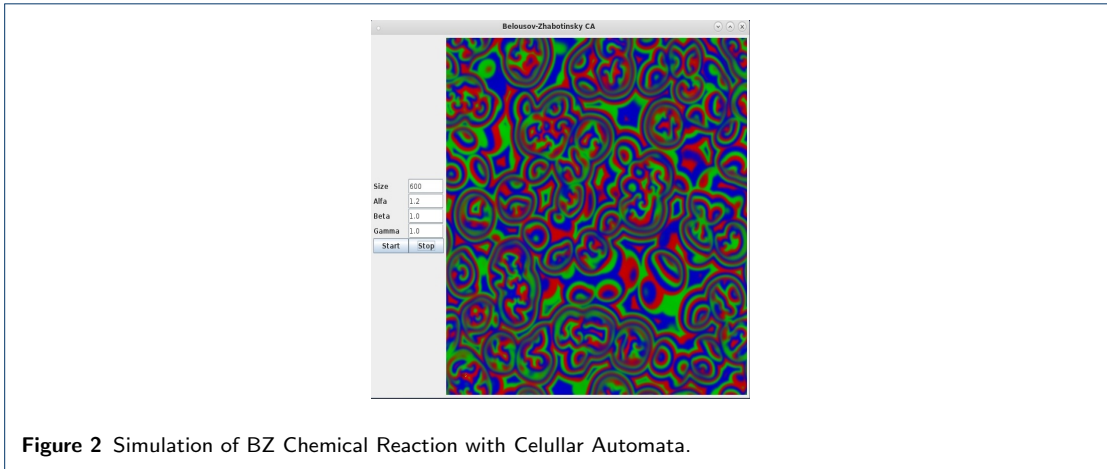 Belousov-Zhabotinsky CA
Size 600
Alfa 1.2
Beta 1.0
Gamma 1.0
Start Stop
Figure 2 Simulation of BZ Chemical Reaction with Celullar Automata.